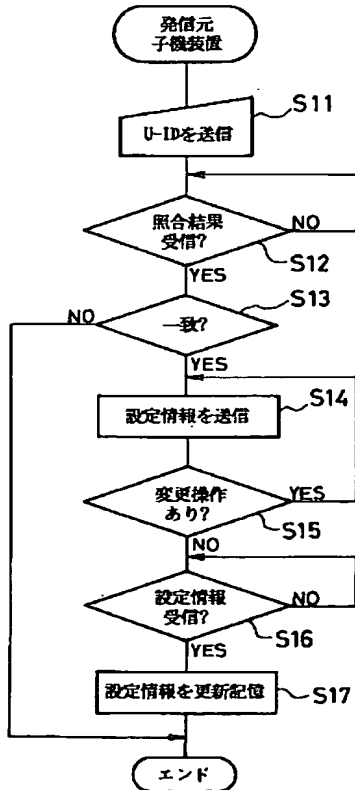 発信元
子機装置
S11
U-IDを送信
照合結果
受信?
NO
S12
YES
S13
NO
一致?
YES
S14
設定情報を送信
変更操作
あり?
YES
S15
NO
設定情報
受信?
NO
S16
YES
設定情報を更新記憶
S17
エンド